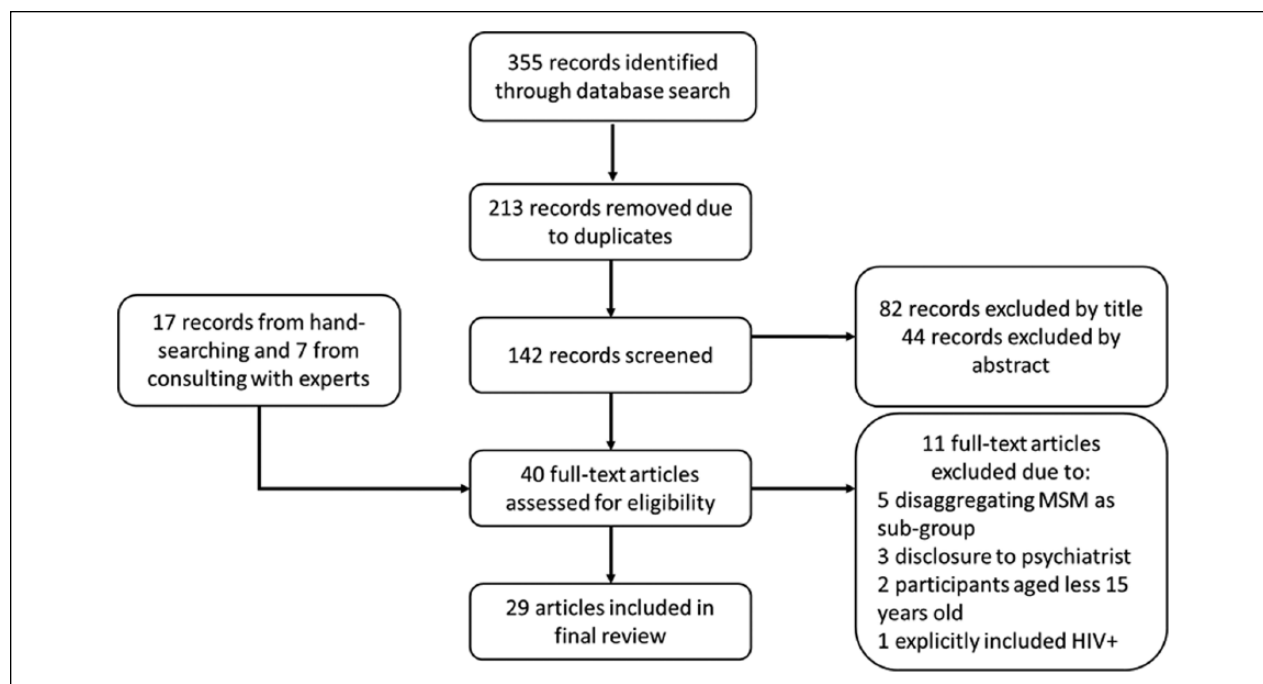 355 records identified
through database search
213 records removed due
to duplicates
17 records from hand-
searching and 7 from
consulting with experts
142 records screened
82 records excluded by title
44 records excluded by
abstract
40 full-text articles
assessed for eligibility
11 full-text articles
excluded due to:
5 disaggregating MSM as
sub-group
3 disclosure to psychiatrist
2 participants aged less 15
years old
1 explicitly included HIV+
29 articles included in
final review